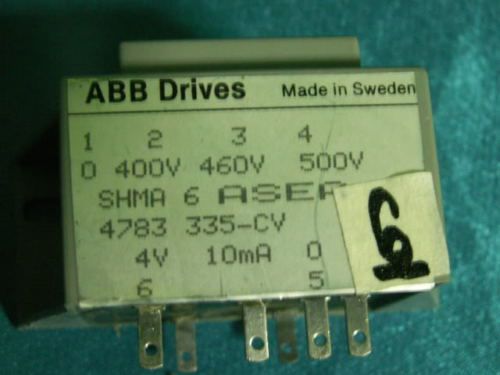 ABB Drives Made in Sweden
1 2 3 4
0 400V 460V 500V
SHMA 6 ASEA
4783 335-CV
4V 10mA 0
6 5